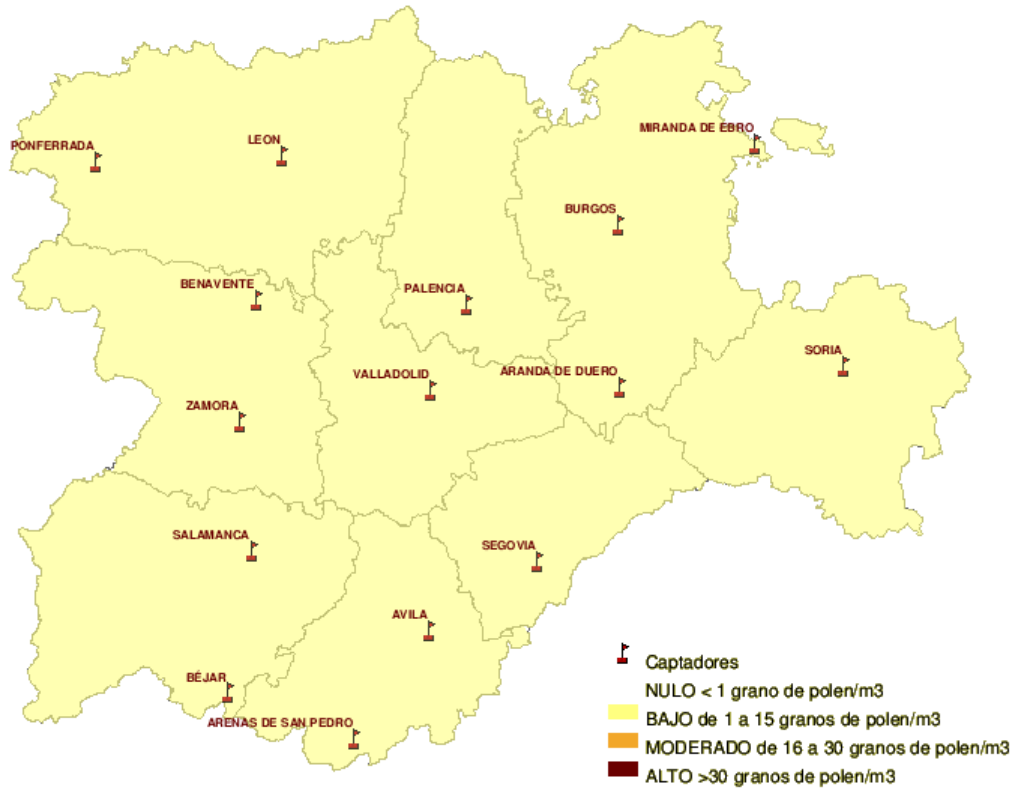 MIRANDA DE EBRO
PONFERRADA
LEON
BURGOS
BENAVENTE
PALENCIA
SORIA
VALLADOLID
ARANDA DE DUERO
ZAMORA
SALAMANCA
SEGOVIA
AVILA
BÉJAR
ARENAS DE SAN PEDRO
Captadores
NULO < 1 grano de polen/m3
BAJO de 1 a 15 granos de polen/m3
MODERADO de 16 a 30 granos de polen/m3
ALTO >30 granos de polen/m3